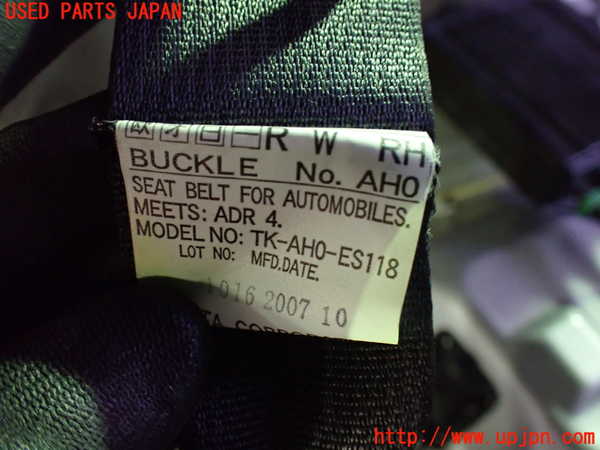 USED PARTS JAPAN
R W RH
BUCKLE No. AH0
SEAT BELT FOR AUTOMOBILES.
MEETS: ADR 4.
MODEL NO: TK-AH0-ES118
LOT NO: MFD.DATE.
1016 2007 10
http://www.upjpn.com/